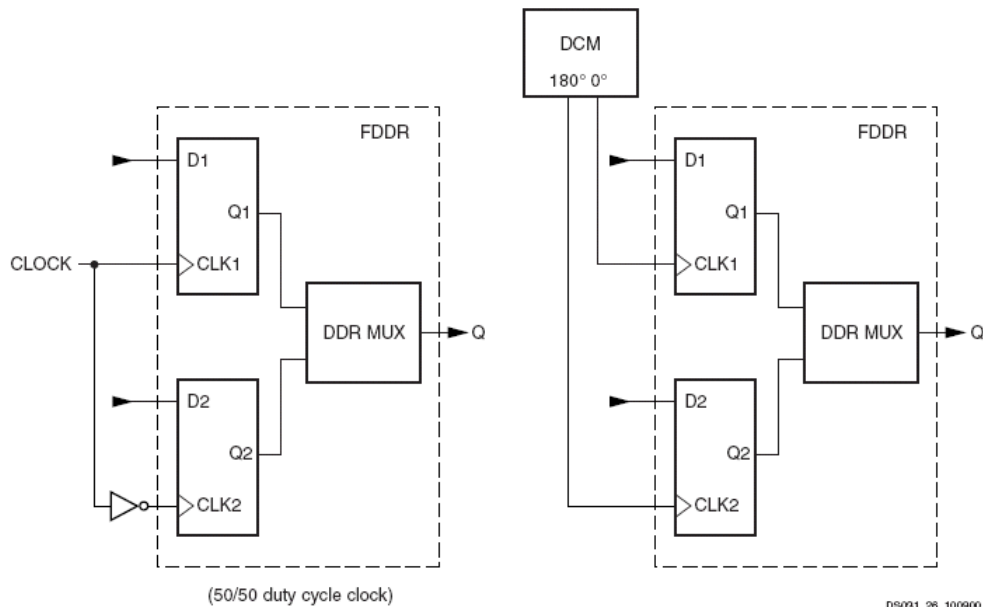 DCM
180° 0°
FDDR
D1
Q1
CLOCK
CLK1
DDR MUX
Q
D2
Q2
CLK2
(50/50 duty cycle clock)
FDDR
D1
Q1
CLK1
DDR MUX
Q
D2
Q2
CLK2
DS031_26_100900